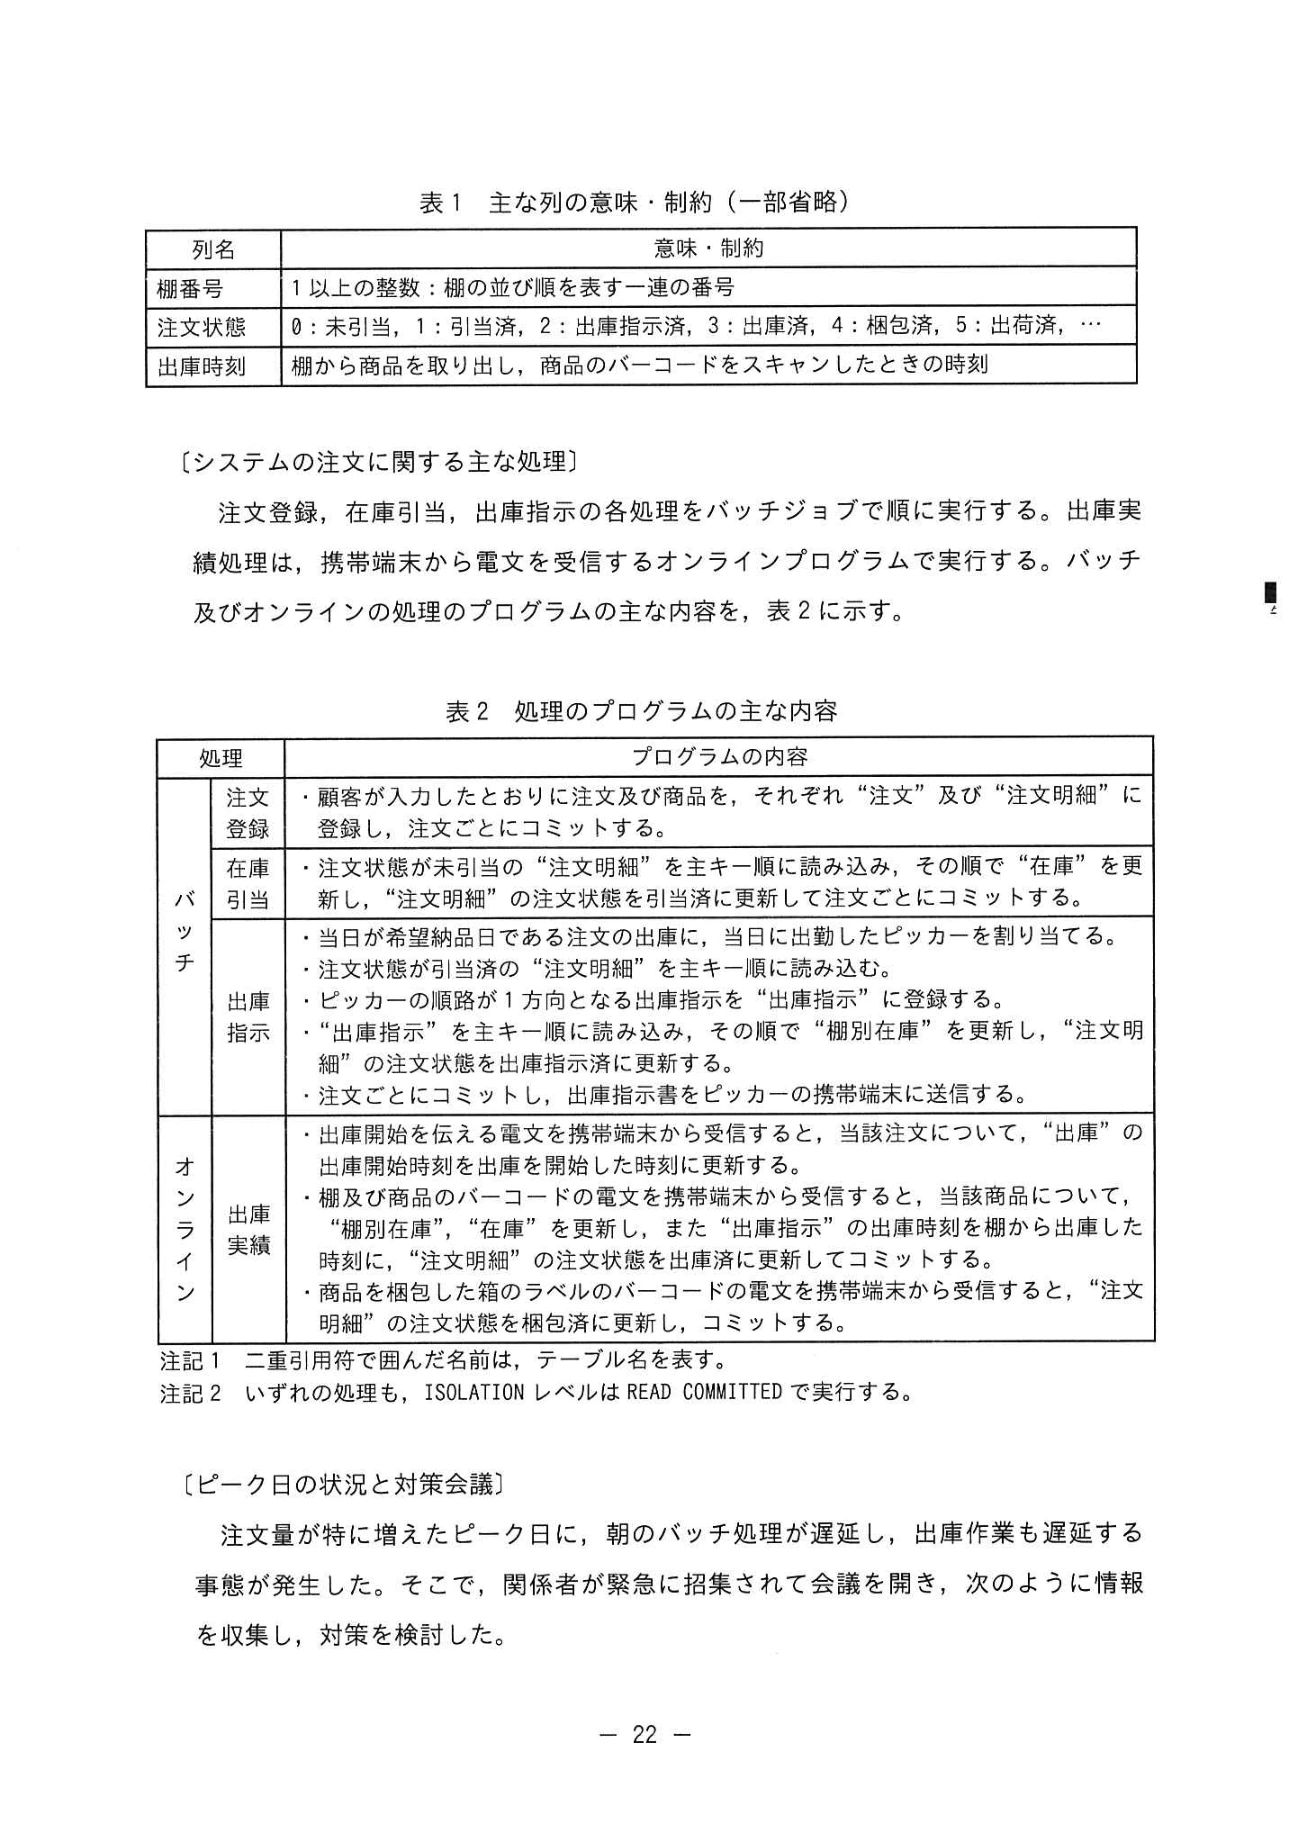 表1　主な列の意味・制約（一部省略）
列名　意味・制約
棚番号　1以上の整数：棚の並び順を表す一連の番号
注文状態　0：未引当，1：引当済，2：出庫指示済，3：出庫済，4：梱包済，5：出荷済，…
出庫時刻　棚から商品を取り出し，商品のバーコードをスキャンしたときの時刻
〔システムの注文に関する主な処理〕
注文登録，在庫引当，出庫指示の各処理をバッチジョブで順に実行する。出庫実
績処理は，携帯端末から電文を受信するオンラインプログラムで実行する。バッチ
及びオンラインの処理のプログラムの主な内容を，表2に示す。
表2　処理のプログラムの主な内容
処理　プログラムの内容
バッチ
注文
登録
・顧客が入力したとおりに注文及び商品を，それぞれ“注文”及び“注文明細”に
登録し，注文ごとにコミットする。
在庫
引当
・注文状態が未引当の“注文明細”を主キー順に読み込み，その順で“在庫”を更
新し，“注文明細”の注文状態を引当済に更新して注文ごとにコミットする。
出庫
指示
・当日が希望納品日である注文の出庫に，当日に出勤したピッカーを割り当てる。
・注文状態が引当済の“注文明細”を主キー順に読み込む。
・ピッカーの順路が1方向となる出庫指示を“出庫指示”に登録する。
・“出庫指示”を主キー順に読み込み，その順で“棚別在庫”を更新し，“注文明
細”の注文状態を出庫指示済に更新する。
・注文ごとにコミットし，出庫指示書をピッカーの携帯端末に送信する。
オンライン
出庫
実績
・出庫開始を伝える電文を携帯端末から受信すると，当該注文について，“出庫”の
出庫開始時刻を出庫を開始した時刻に更新する。
・棚及び商品のバーコードの電文を携帯端末から受信すると，当該商品について，
“棚別在庫”，“在庫”を更新し，また“出庫指示”の出庫時刻を棚から出庫した
時刻に，“注文明細”の注文状態を出庫済に更新してコミットする。
・商品を梱包した箱のラベルのバーコードの電文を携帯端末から受信すると，“注文
明細”の注文状態を梱包済に更新し，コミットする。
注記1　二重引用符で囲んだ名前は，テーブル名を表す。
注記2　いずれの処理も，ISOLATIONレベルはREAD COMMITTEDで実行する。
〔ピーク日の状況と対策会議〕
注文量が特に増えたピーク日に，朝のバッチ処理が遅延し，出庫作業も遅延する
事態が発生した。そこで，関係者が緊急に招集されて会議を開き，次のように情報
を収集し，対策を検討した。
－ 22 －